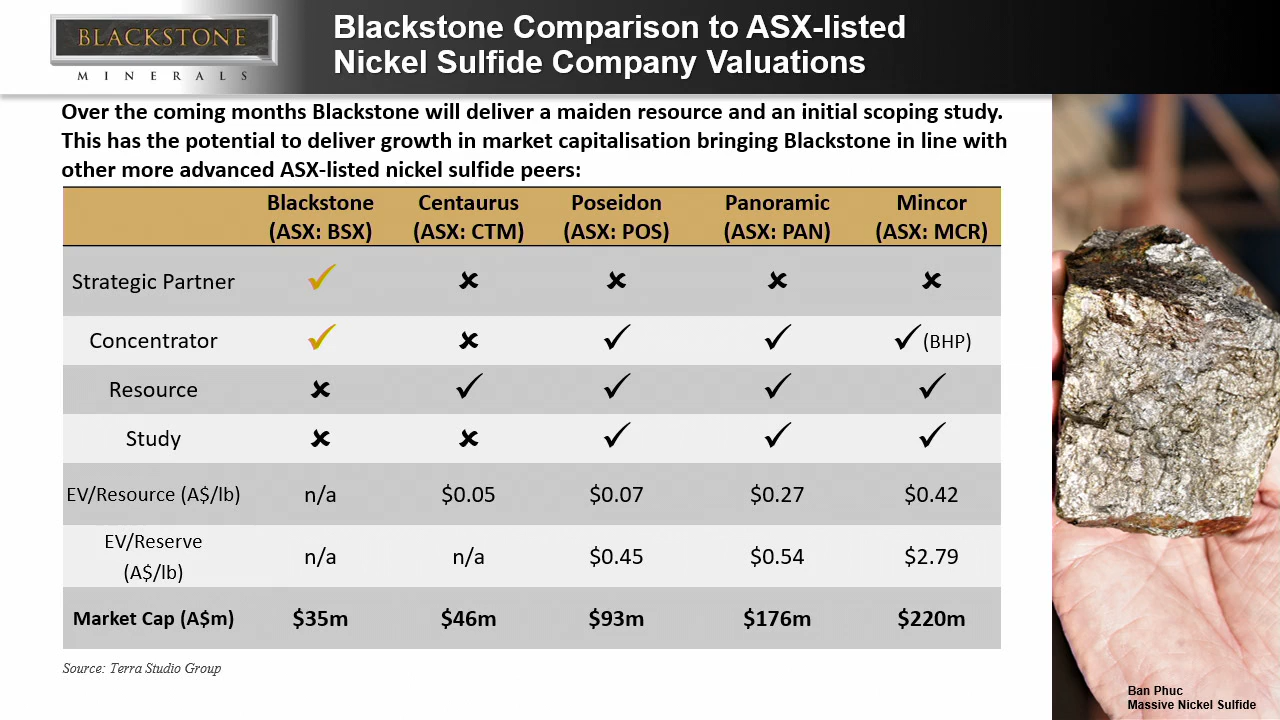 BLACKSTONE
MINERALS
Blackstone Comparison to ASX-listed
Nickel Sulfide Company Valuations
Over the coming months Blackstone will deliver a maiden resource and an initial scoping study.
This has the potential to deliver growth in market capitalisation bringing Blackstone in line with
other more advanced ASX-listed nickel sulfide peers:
Blackstone (ASX: BSX) Centaurus (ASX: CTM) Poseidon (ASX: POS) Panoramic (ASX: PAN) Mincor (ASX: MCR)
Strategic Partner ✓ ✘ ✘ ✘ ✘
Concentrator ✓ ✘ ✓ ✓ ✓ (BHP)
Resource ✘ ✓ ✓ ✓ ✓
Study ✘ ✘ ✓ ✓ ✓
EV/Resource (A$/lb) n/a $0.05 $0.07 $0.27 $0.42
EV/Reserve (A$/lb) n/a n/a $0.45 $0.54 $2.79
Market Cap (A$m) $35m $46m $93m $176m $220m
Source: Terra Studio Group
Ban Phuc
Massive Nickel Sulfide